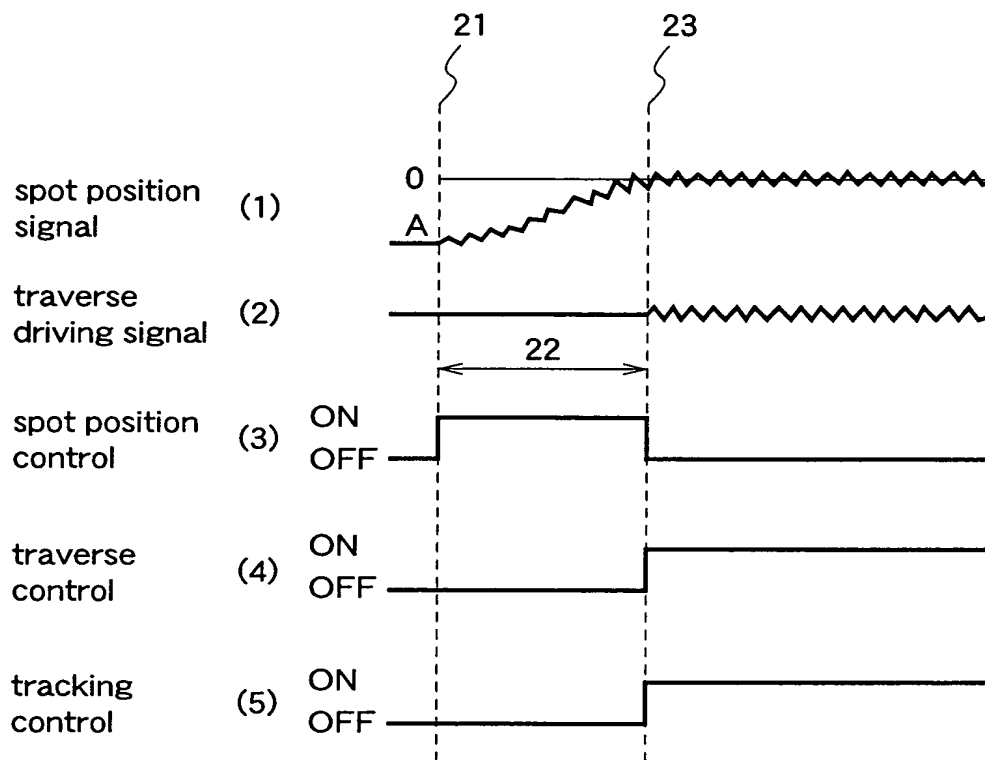 21 23
0
spot position
signal (1)
A
traverse
driving signal (2)
22
spot position
control (3)
ON
OFF
traverse
control (4)
ON
OFF
tracking
control (5)
ON
OFF